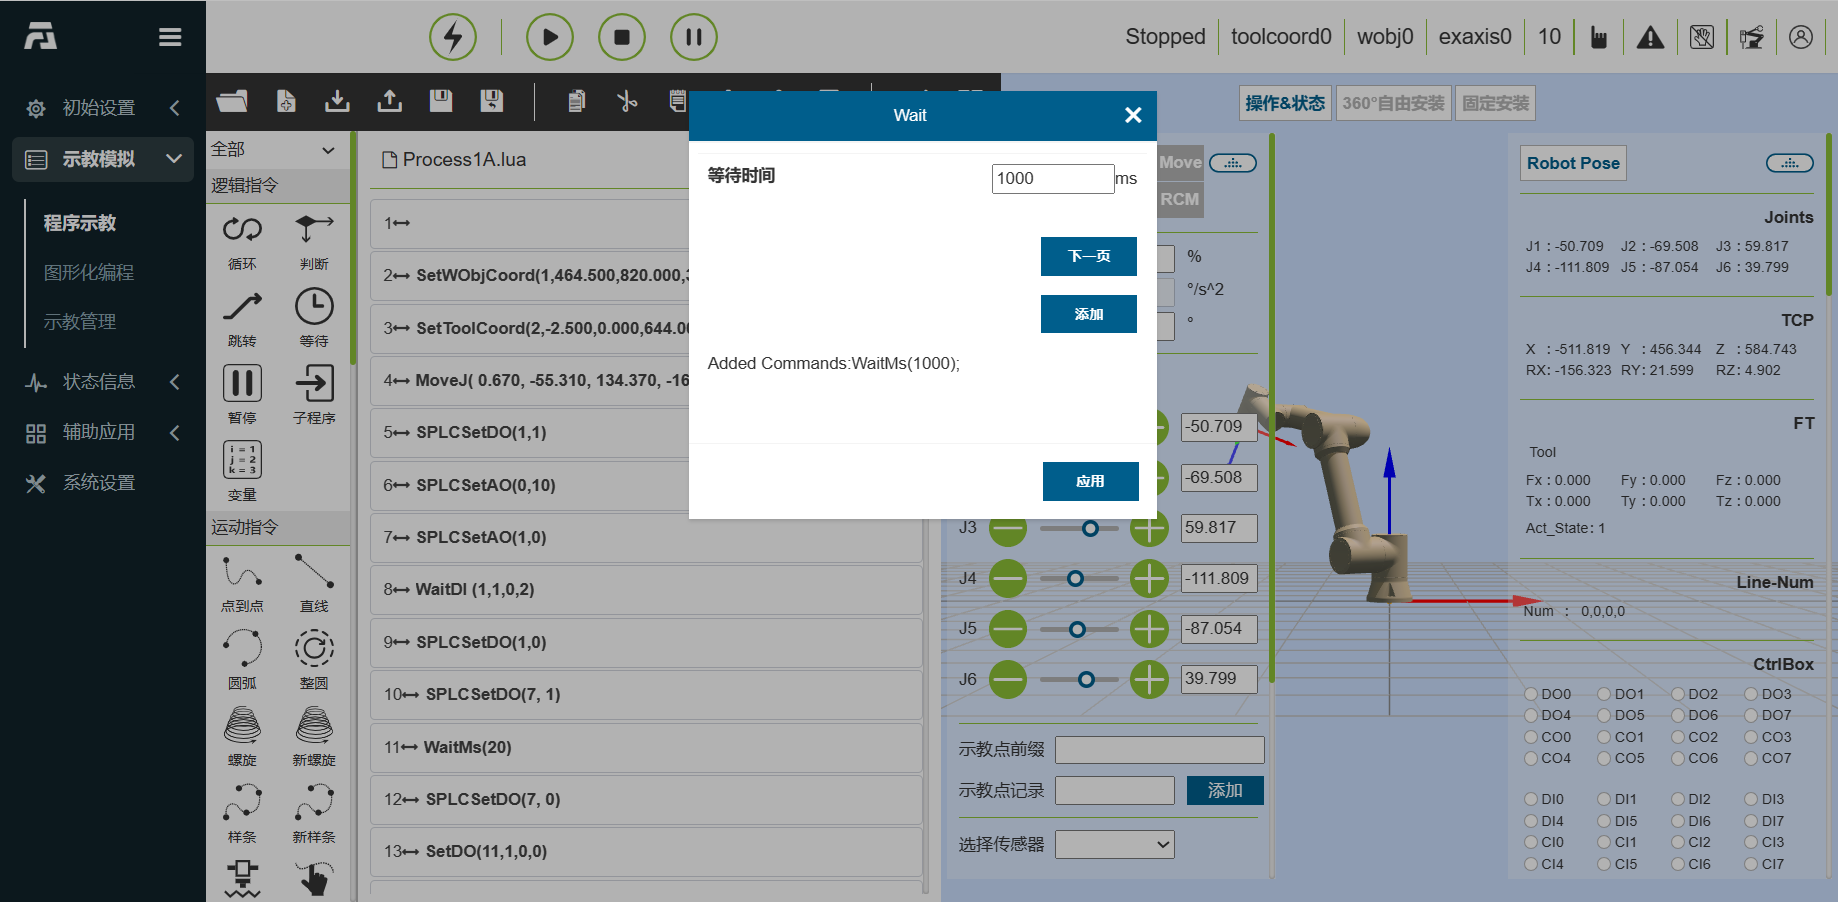 Stopped
toolcoord0
wobj0
exaxis0
10
初始设置
示教模拟
程序示教
图形化编程
示教管理
状态信息
辅助应用
系统设置
全部
逻辑指令
循环
判断
跳转
等待
暂停
子程序
i = 1
j = 2
k = 3
变量
运动指令
点到点
直线
圆弧
整圆
螺旋
新螺旋
样条
新样条
Process1A.lua
1
2 SetWObjCoord(1,464.500,820.000,
3 SetToolCoord(2,-2.500,0.000,644.0
4 MoveJ( 0.670, -55.310, 134.370, -16
5 SPLCSetDO(1,1)
6 SPLCSetAO(0,10)
7 SPLCSetAO(1,0)
8 WaitDI (1,1,0,2)
9 SPLCSetDO(1,0)
10 SPLCSetDO(7, 1)
11 WaitMs(20)
12 SPLCSetDO(7, 0)
13 SetDO(11,1,0,0)
Wait
等待时间
1000
ms
下一页
添加
Added Commands:WaitMs(1000);
应用
操作&状态
360°自由安装
固定安装
Move
RCM
%
°/s^2
°
-50.709
-69.508
J3
59.817
J4
-111.809
J5
-87.054
J6
39.799
示教点前缀
示教点记录
添加
选择传感器
Robot Pose
Joints
J1 : -50.709 J2 : -69.508 J3 : 59.817
J4 : -111.809 J5 : -87.054 J6 : 39.799
TCP
X : -511.819 Y : 456.344 Z : 584.743
RX: -156.323 RY: 21.599 RZ: 4.902
FT
Tool
Fx : 0.000 Fy : 0.000 Fz : 0.000
Tx : 0.000 Ty : 0.000 Tz : 0.000
Act_State: 1
Line-Num
Num : 0,0,0,0
CtrlBox
DO0 DO1 DO2 DO3
DO4 DO5 DO6 DO7
CO0 CO1 CO2 CO3
CO4 CO5 CO6 CO7
DI0 DI1 DI2 DI3
DI4 DI5 DI6 DI7
CI0 CI1 CI2 CI3
CI4 CI5 CI6 CI7